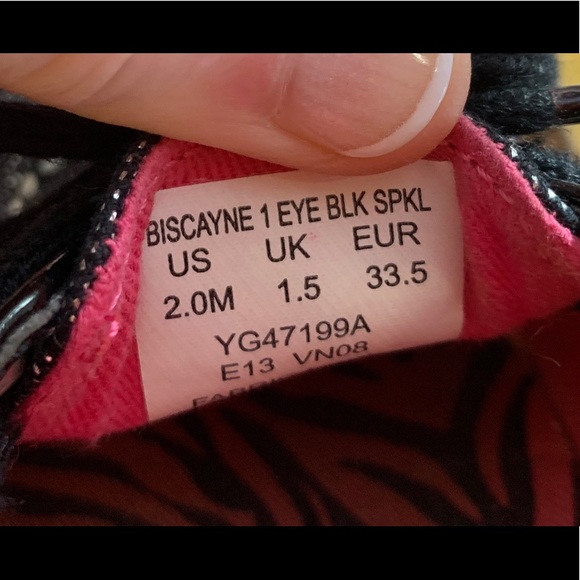 BISCAYNE 1 EYE BLK SPKL
US UK EUR
2.0M 1.5 33.5
YG47199A
E13 VN08